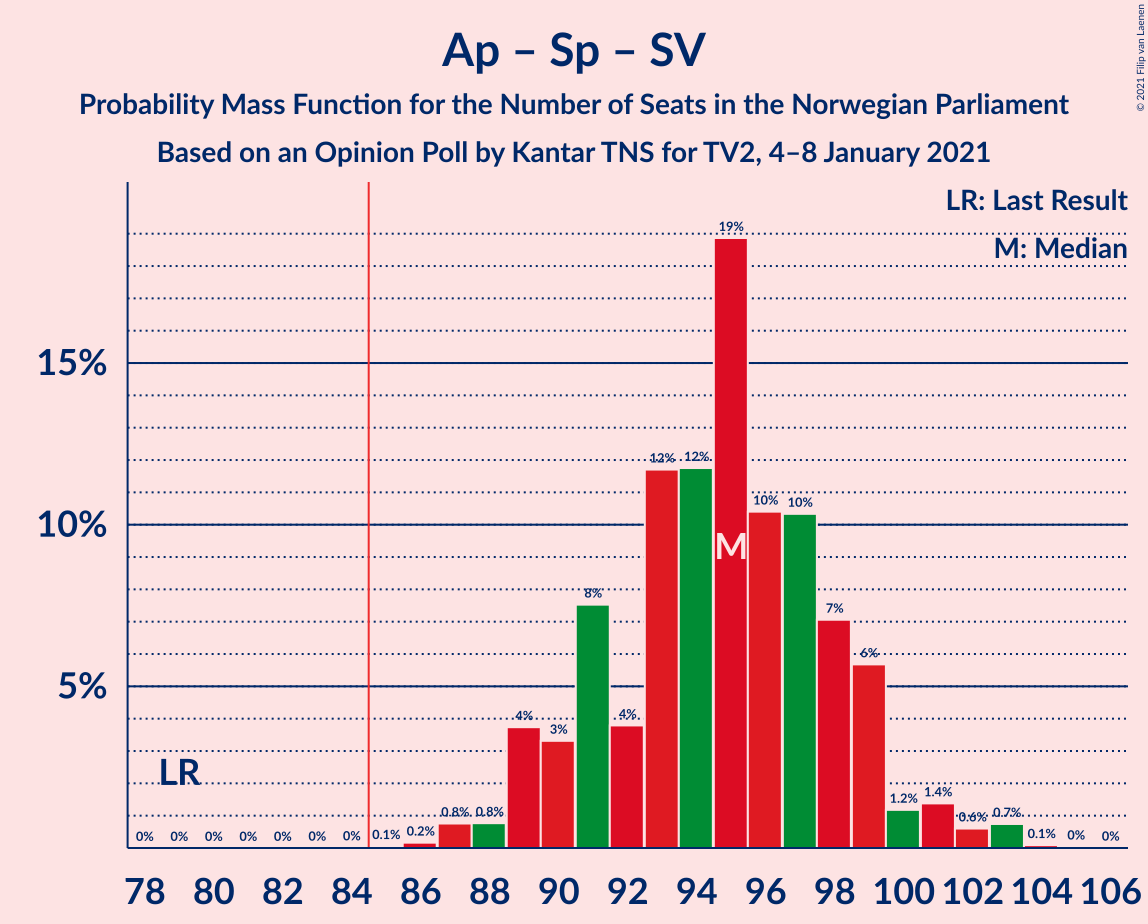 © 2021 Filip van Laenen
Ap – Sp – SV
Probability Mass Function for the Number of Seats in the Norwegian Parliament
Based on an Opinion Poll by Kantar TNS for TV2, 4–8 January 2021
LR: Last Result
M: Median
15%
10%
5%
LR
M
0% 0% 0% 0% 0% 0% 0% 0.1% 0.2% 0.8% 0.8% 4% 3% 8% 4% 12% 12% 19% 10% 10% 7% 6% 1.2% 1.4% 0.6% 0.7% 0.1% 0% 0%
78 80 82 84 86 88 90 92 94 96 98 100 102 104 106